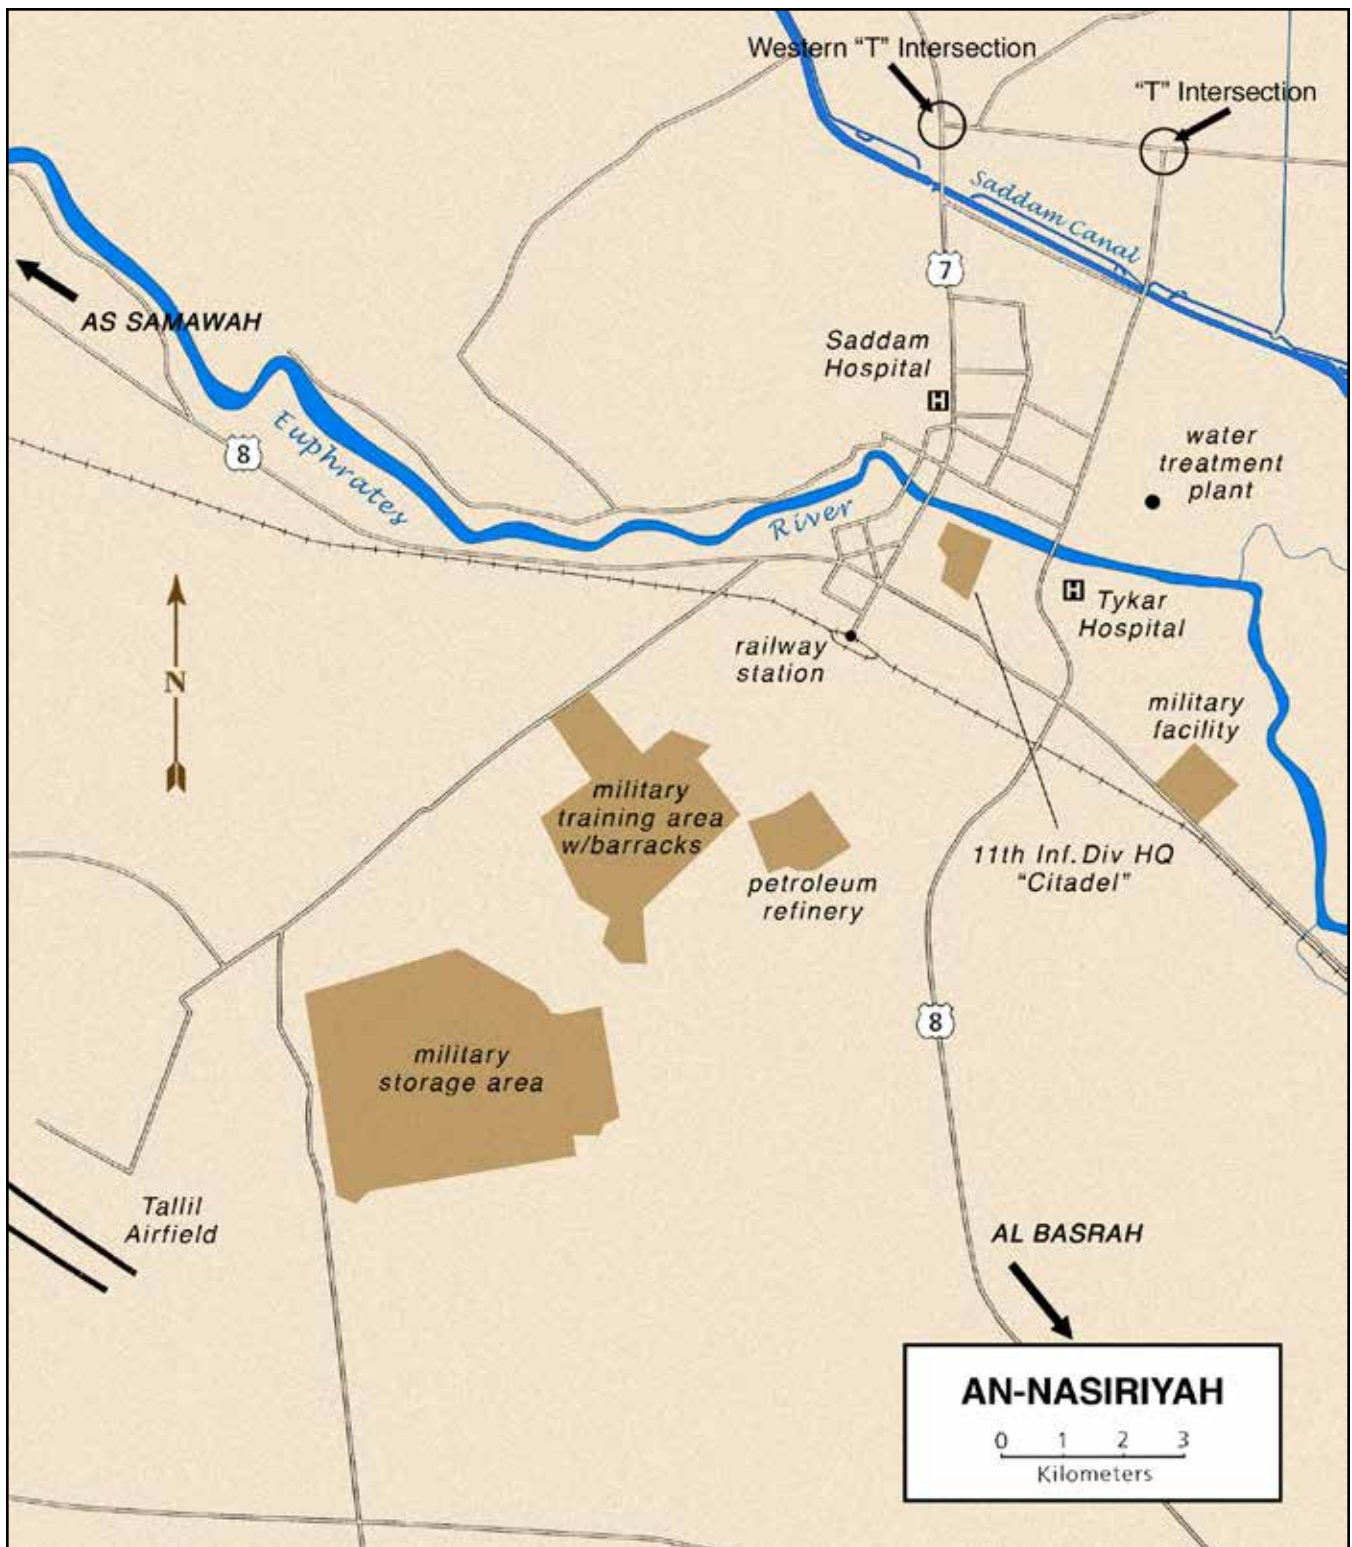 Western “T” Intersection
“T” Intersection
Saddam Canal
7
AS SAMAWAH
Saddam
Hospital
H
8
Euphrates
River
water
treatment
plant
H
Tykar
Hospital
N
railway
station
military
facility
military
training area
w/barracks
11th Inf. Div HQ
“Citadel”
petroleum
refinery
8
military
storage area
Tallil
Airfield
AL BASRAH
AN-NASIRIYAH
0 1 2 3
Kilometers